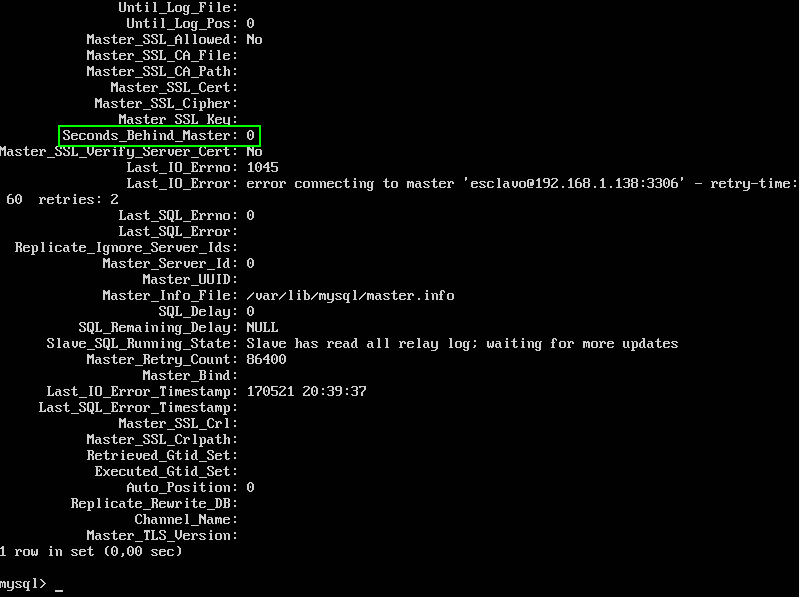 Until_Log_File:
Until_Log_Pos: 0
Master_SSL_Allowed: No
Master_SSL_CA_File:
Master_SSL_CA_Path:
Master_SSL_Cert:
Master_SSL_Cipher:
Master_SSL_Key:
Seconds_Behind_Master: 0
Master_SSL_Verify_Server_Cert: No
Last_IO_Errno: 1045
Last_IO_Error: error connecting to master 'esclavo@192.168.1.138:3306' - retry-time:
60  retries: 2
Last_SQL_Errno: 0
Last_SQL_Error:
Replicate_Ignore_Server_Ids:
Master_Server_Id: 0
Master_UUID:
Master_Info_File: /var/lib/mysql/master.info
SQL_Delay: 0
SQL_Remaining_Delay: NULL
Slave_SQL_Running_State: Slave has read all relay log; waiting for more updates
Master_Retry_Count: 86400
Master_Bind:
Last_IO_Error_Timestamp: 170521 20:39:37
Last_SQL_Error_Timestamp:
Master_SSL_Crl:
Master_SSL_Crlpath:
Retrieved_Gtid_Set:
Executed_Gtid_Set:
Auto_Position: 0
Replicate_Rewrite_DB:
Channel_Name:
Master_TLS_Version:
1 row in set (0,00 sec)
mysql> _